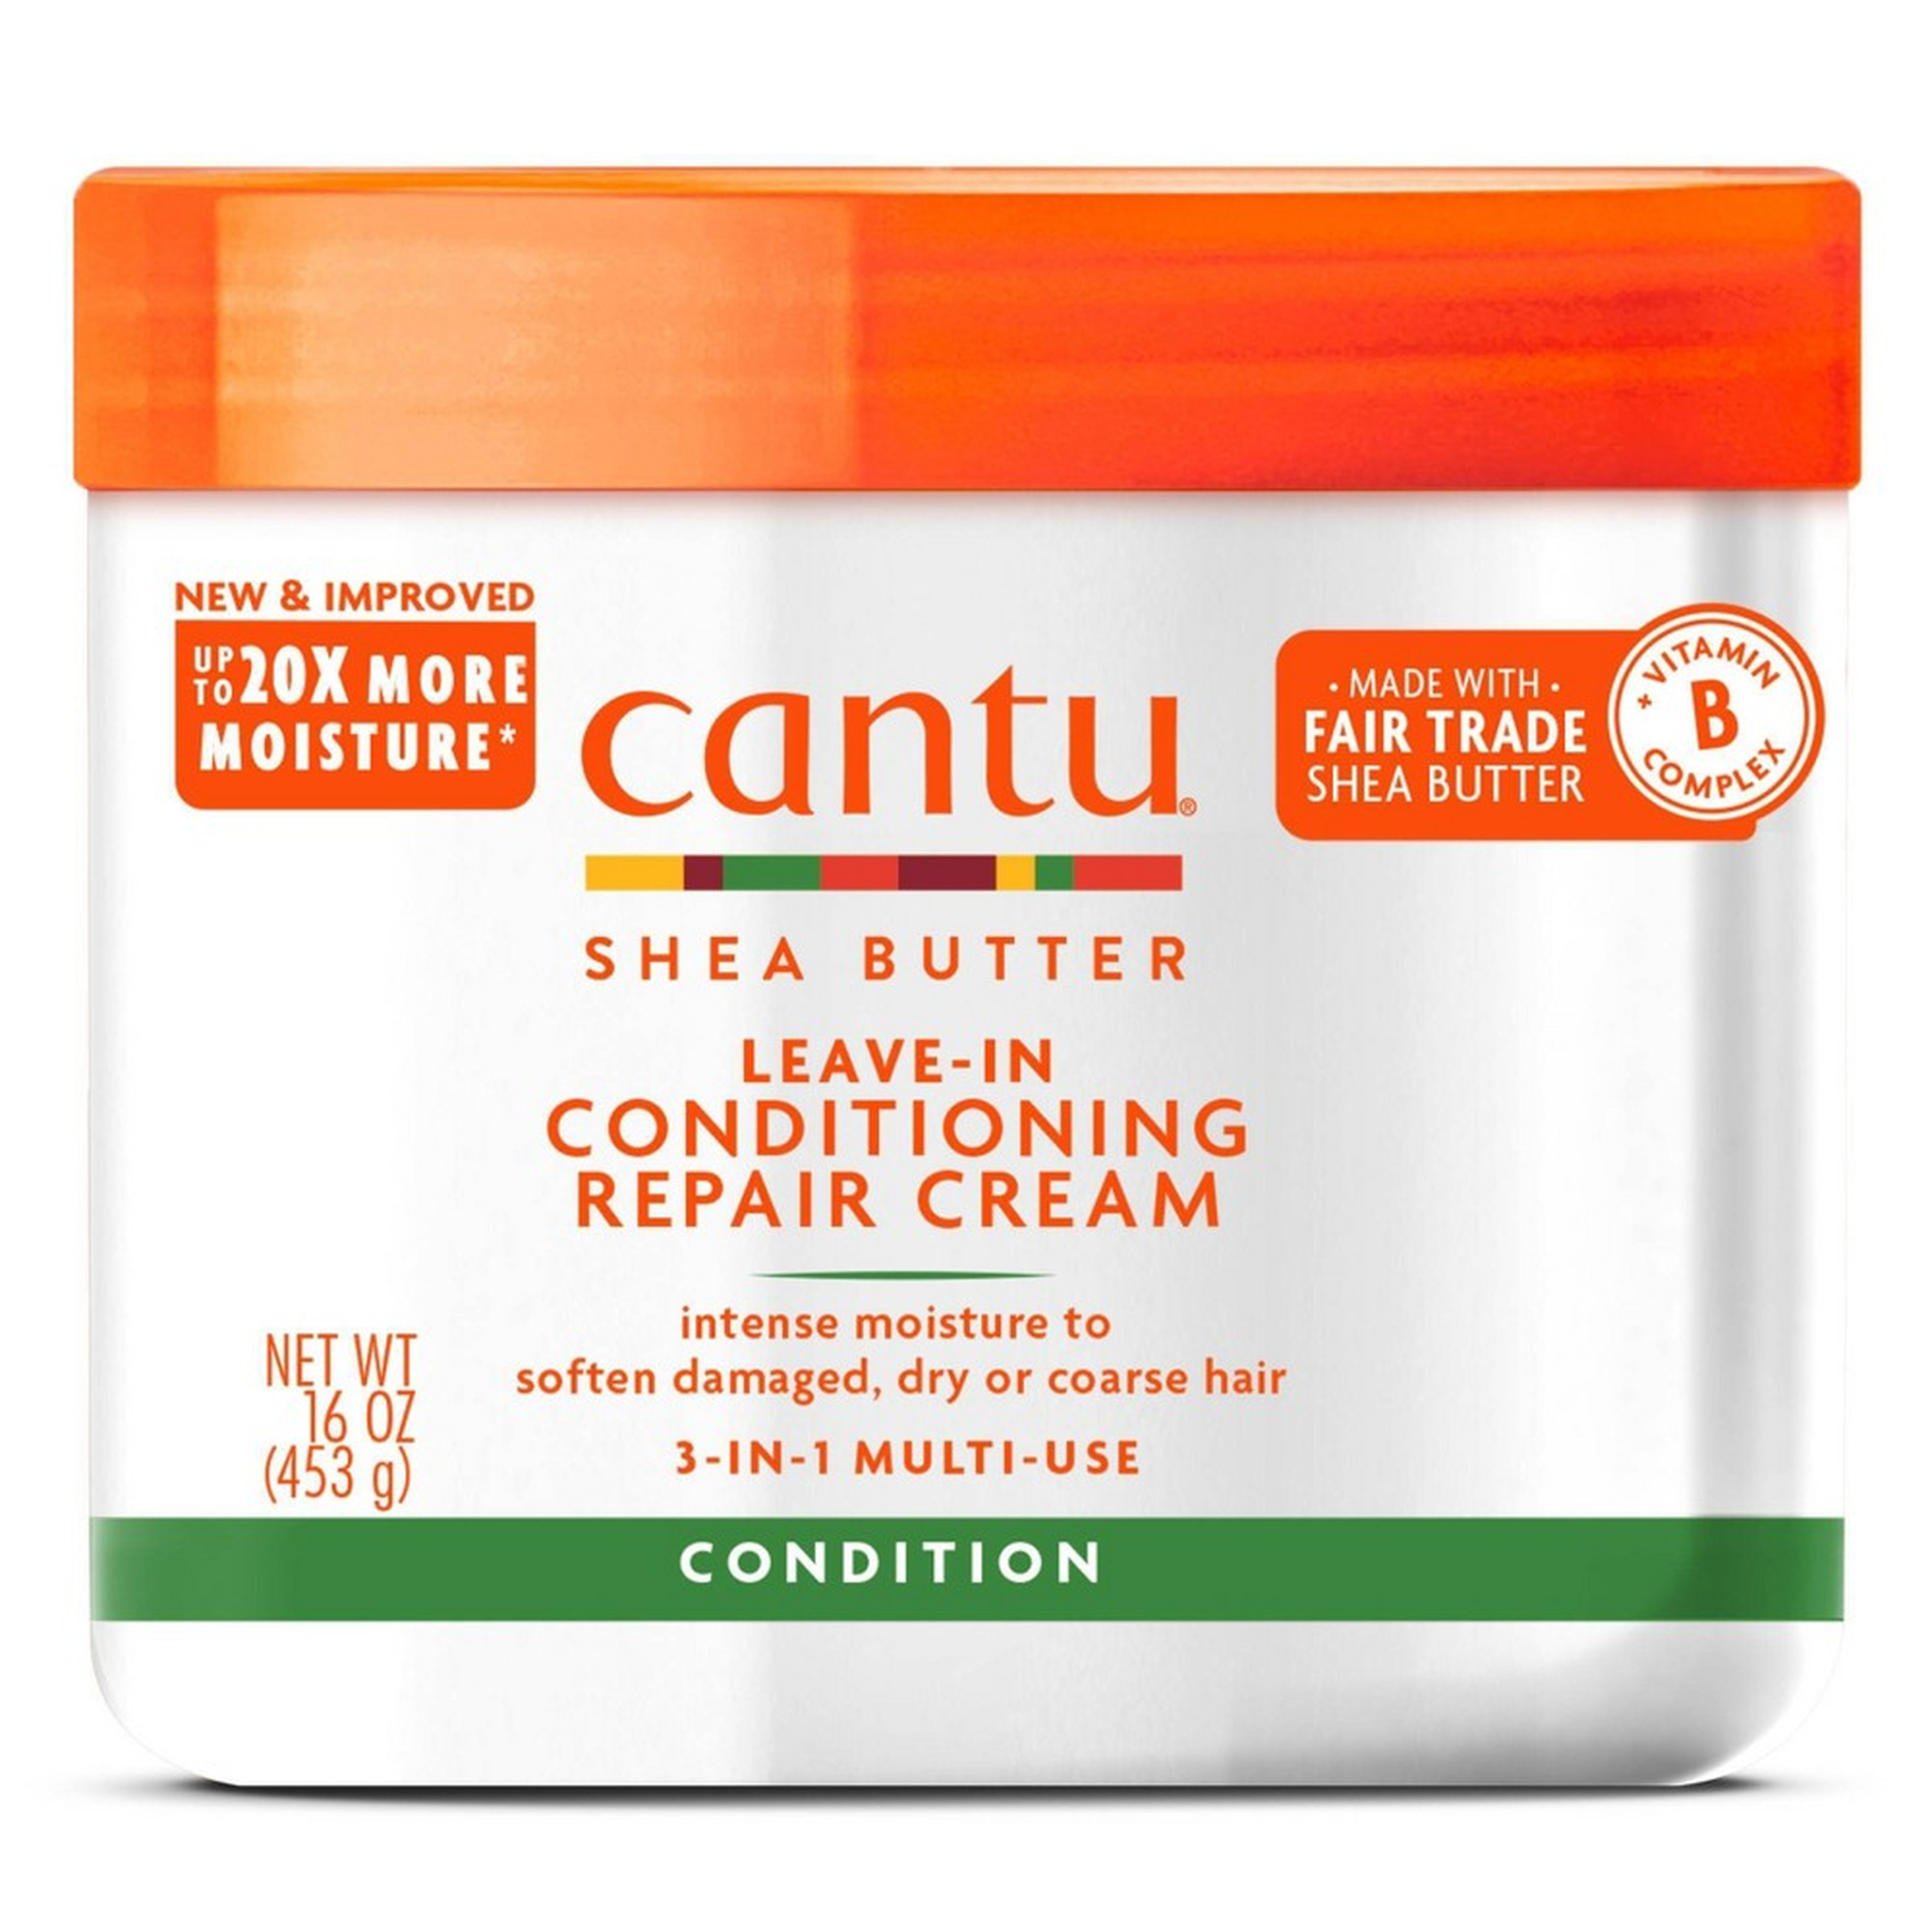 NEW & IMPROVED
UP TO 20X MORE
MOISTURE*
cantu®
• MADE WITH •
FAIR TRADE
SHEA BUTTER
+ VITAMIN
B
COMPLEX
SHEA BUTTER
LEAVE-IN
CONDITIONING
REPAIR CREAM
intense moisture to
soften damaged, dry or coarse hair
3-IN-1 MULTI-USE
NET WT
16 OZ
(453 g)
CONDITION